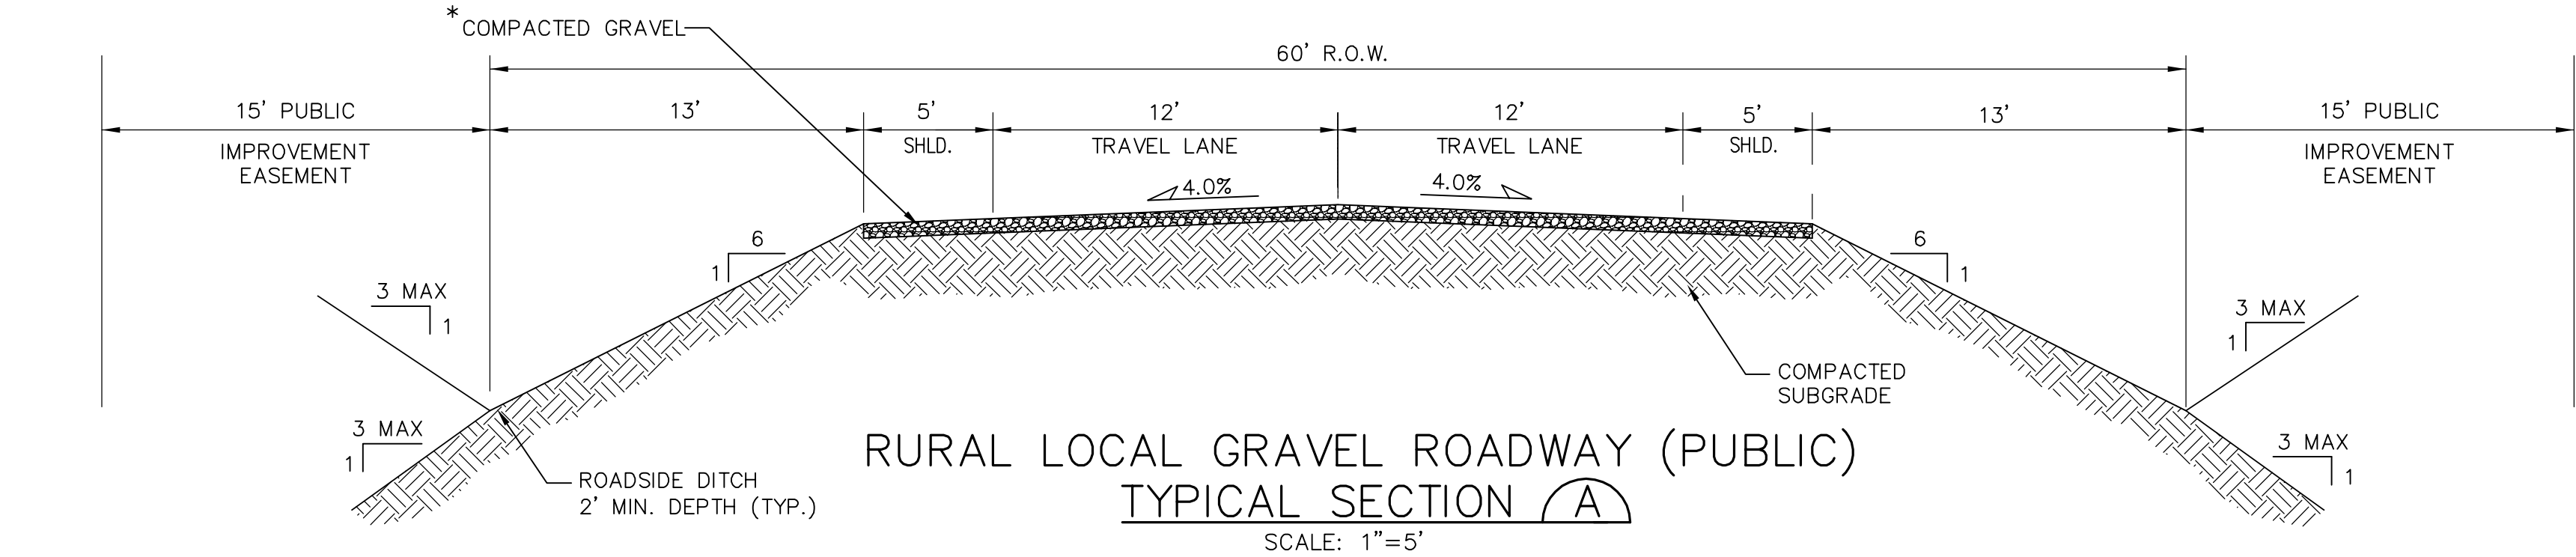 *COMPACTED GRAVEL
60' R.O.W.
15' PUBLIC
IMPROVEMENT
EASEMENT
13'
5'
SHLD.
12'
TRAVEL LANE
12'
TRAVEL LANE
5'
SHLD.
13'
15' PUBLIC
IMPROVEMENT
EASEMENT
4.0%
4.0%
6
1
6
1
3 MAX
1
3 MAX
1
3 MAX
1
3 MAX
1
COMPACTED
SUBGRADE
ROADSIDE DITCH
2' MIN. DEPTH (TYP.)
RURAL LOCAL GRAVEL ROADWAY (PUBLIC)
TYPICAL SECTION A
SCALE: 1"=5'